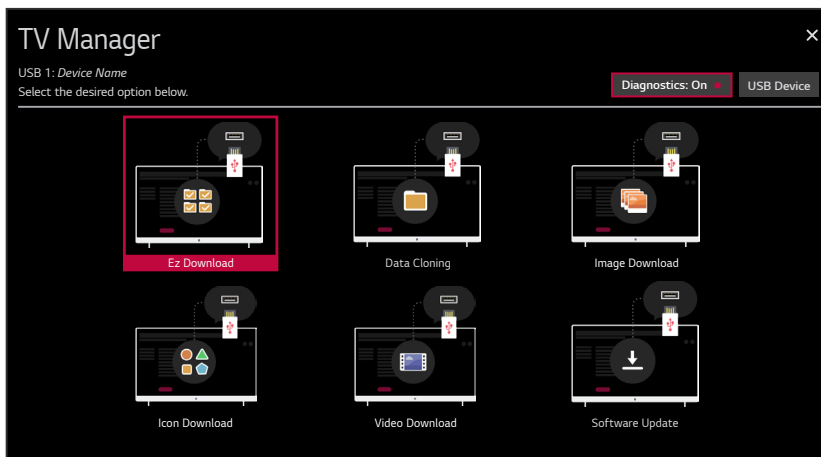 TV Manager
×
USB 1: Device Name
Select the desired option below.
Diagnostics: On
USB Device
Ez Download
Data Cloning
Image Download
Icon Download
Video Download
Software Update